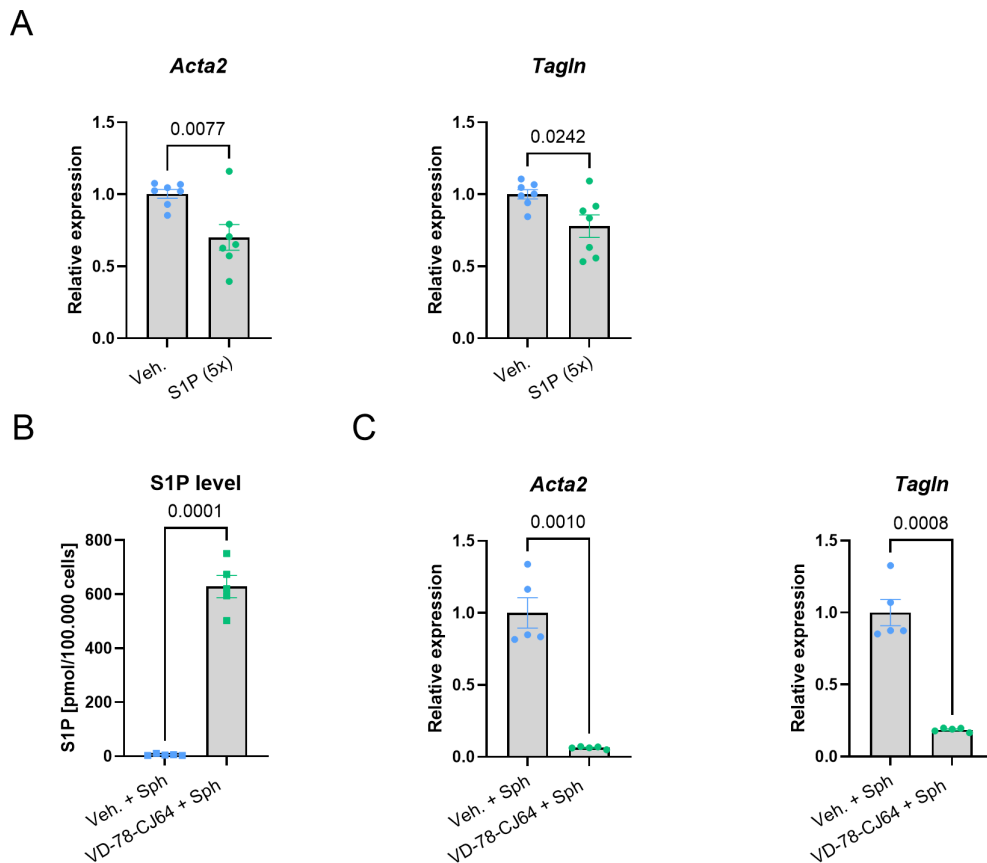 A
Acta2
Tagln
1.5
1.0
0.5
0.0
Relative expression
0.0077
Veh.
S1P (5x)
1.5
1.0
0.5
0.0
Relative expression
0.0242
Veh.
S1P (5x)
B
C
S1P level
0.0001
800
600
400
200
0
S1P [pmol/100.000 cells]
Veh. + Sph
VD-78-CJ64 + Sph
Acta2
0.0010
1.5
1.0
0.5
0.0
Relative expression
Veh. + Sph
VD-78-CJ64 + Sph
Tagln
0.0008
1.5
1.0
0.5
0.0
Relative expression
Veh. + Sph
VD-78-CJ64 + Sph